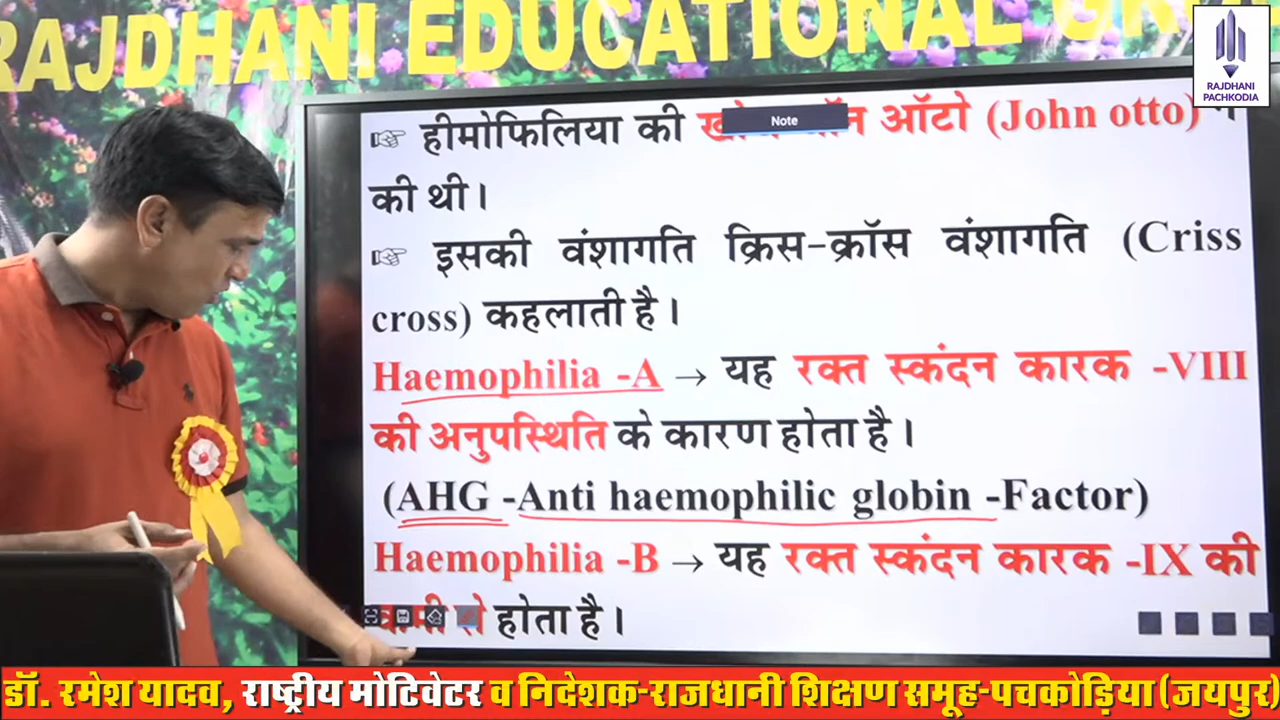 RAJDHANI EDUCATIONAL
RAJDHANI
PACHKODIA
Note
☞ हीमोफिलिया की ऑटो (John otto)
की थी।
☞ इसकी वंशागति क्रिस-क्रॉस वंशागति (Criss
cross) कहलाती है।
Haemophilia -A → यह रक्त स्कंदन कारक -VIII
की अनुपस्थिति के कारण होता है।
(AHG -Anti haemophilic globin -Factor)
Haemophilia -B → यह रक्त स्कंदन कारक -IX की
होता है।
डॉ. रमेश यादव, राष्ट्रीय मोटिवेटर व निदेशक-राजधानी शिक्षण समूह-पचकोड़िया (जयपुर)